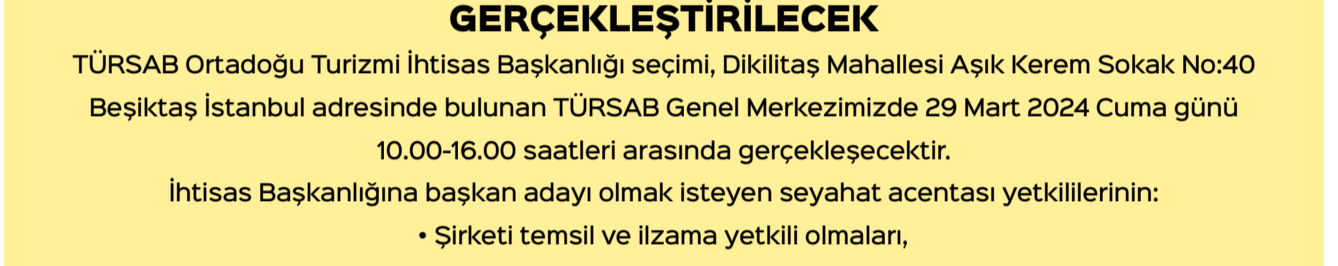 GERÇEKLEŞTİRİLECEK
TÜRSAB Ortadoğu Turizmi İhtisas Başkanlığı seçimi, Dikilitaş Mahallesi Aşık Kerem Sokak No:40
Beşiktaş İstanbul adresinde bulunan TÜRSAB Genel Merkezimizde 29 Mart 2024 Cuma günü
10.00-16.00 saatleri arasında gerçekleşecektir.
İhtisas Başkanlığına başkan adayı olmak isteyen seyahat acentası yetkililerinin:
• Şirketi temsil ve ilzama yetkili olmaları,